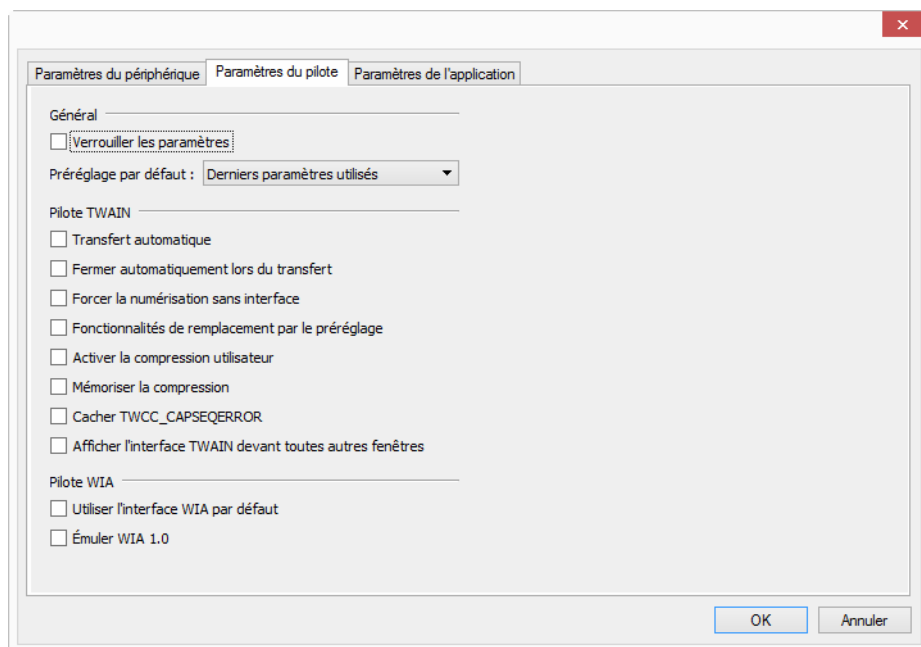 Paramètres du périphérique Paramètres du pilote Paramètres de l'application
Général
Verrouiller les paramètres
Préréglage par défaut : Derniers paramètres utilisés
Pilote TWAIN
Transfert automatique
Fermer automatiquement lors du transfert
Forcer la numérisation sans interface
Fonctionnalités de remplacement par le préréglage
Activer la compression utilisateur
Mémoriser la compression
Cacher TWCC_CAPSEQERROR
Afficher l'interface TWAIN devant toutes autres fenêtres
Pilote WIA
Utiliser l'interface WIA par défaut
Émuler WIA 1.0
OK Annuler